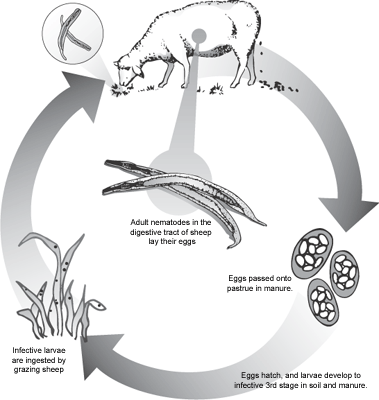 Adult nematodes in the
digestive tract of sheep
lay their eggs
Eggs passed onto
pastrue in manure.
Eggs hatch, and larvae develop to
infective 3rd stage in soil and manure.
Infective larvae
are ingested by
grazing sheep